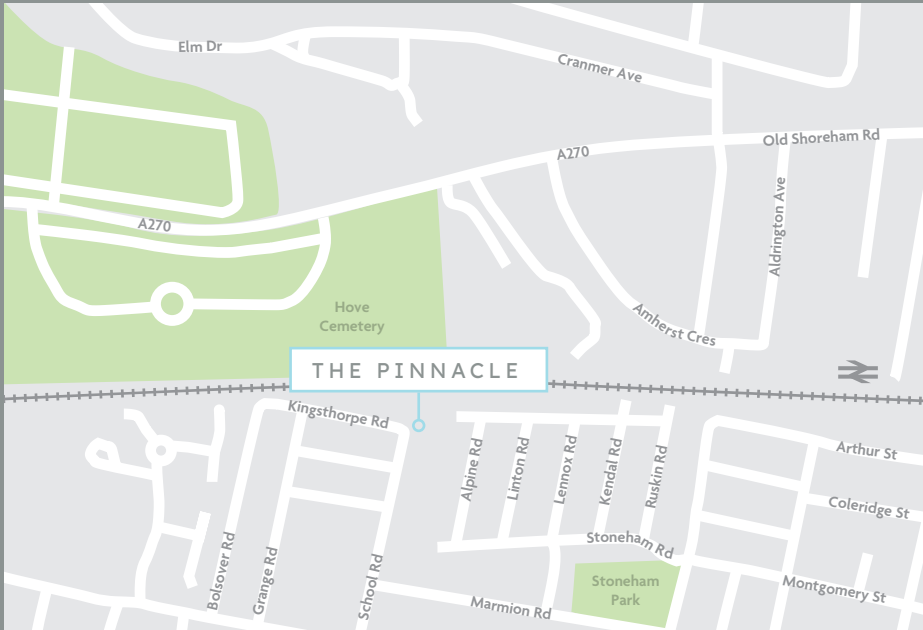 Elm Dr
Cranmer Ave
Old Shoreham Rd
A270
A270
Aldrington Ave
Hove
Cemetery
Amherst Cres
THE PINNACLE
Kingsthorpe Rd
Alpine Rd
Linton Rd
Lennox Rd
Kendal Rd
Ruskin Rd
Arthur St
Coleridge St
Stoneham Rd
Bolsover Rd
Grange Rd
School Rd
Stoneham
Park
Montgomery St
Marmion Rd